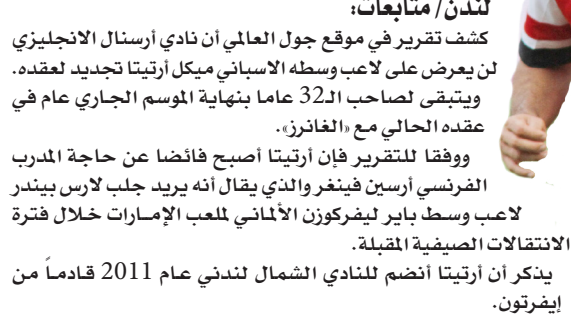 لندن/ متابعات:
كشف تقرير في موقع جول العالمي أن نادي أرسنال الانجليزي
لن يعرض على لاعب وسطه الاسباني ميكل أرتيتا تجديد لعقده.
ويتبقى لصاحب الـ32 عاما بنهاية الموسم الجاري عام في
عقده الحالي مع «الغانرز».
ووفقا للتقرير فإن أرتيتا أصبح فائضا عن حاجة المدرب
الفرنسي أرسين فينغر والذي يقال أنه يريد جلب لارس بيندر
لاعب وسط باير ليفركوزن الألماني لملعب الإمارات خلال فترة
الانتقالات الصيفية المقبلة.
يذكر أن أرتيتا أنضم للنادي الشمال لندني عام 2011 قادماً من
إيفرتون.